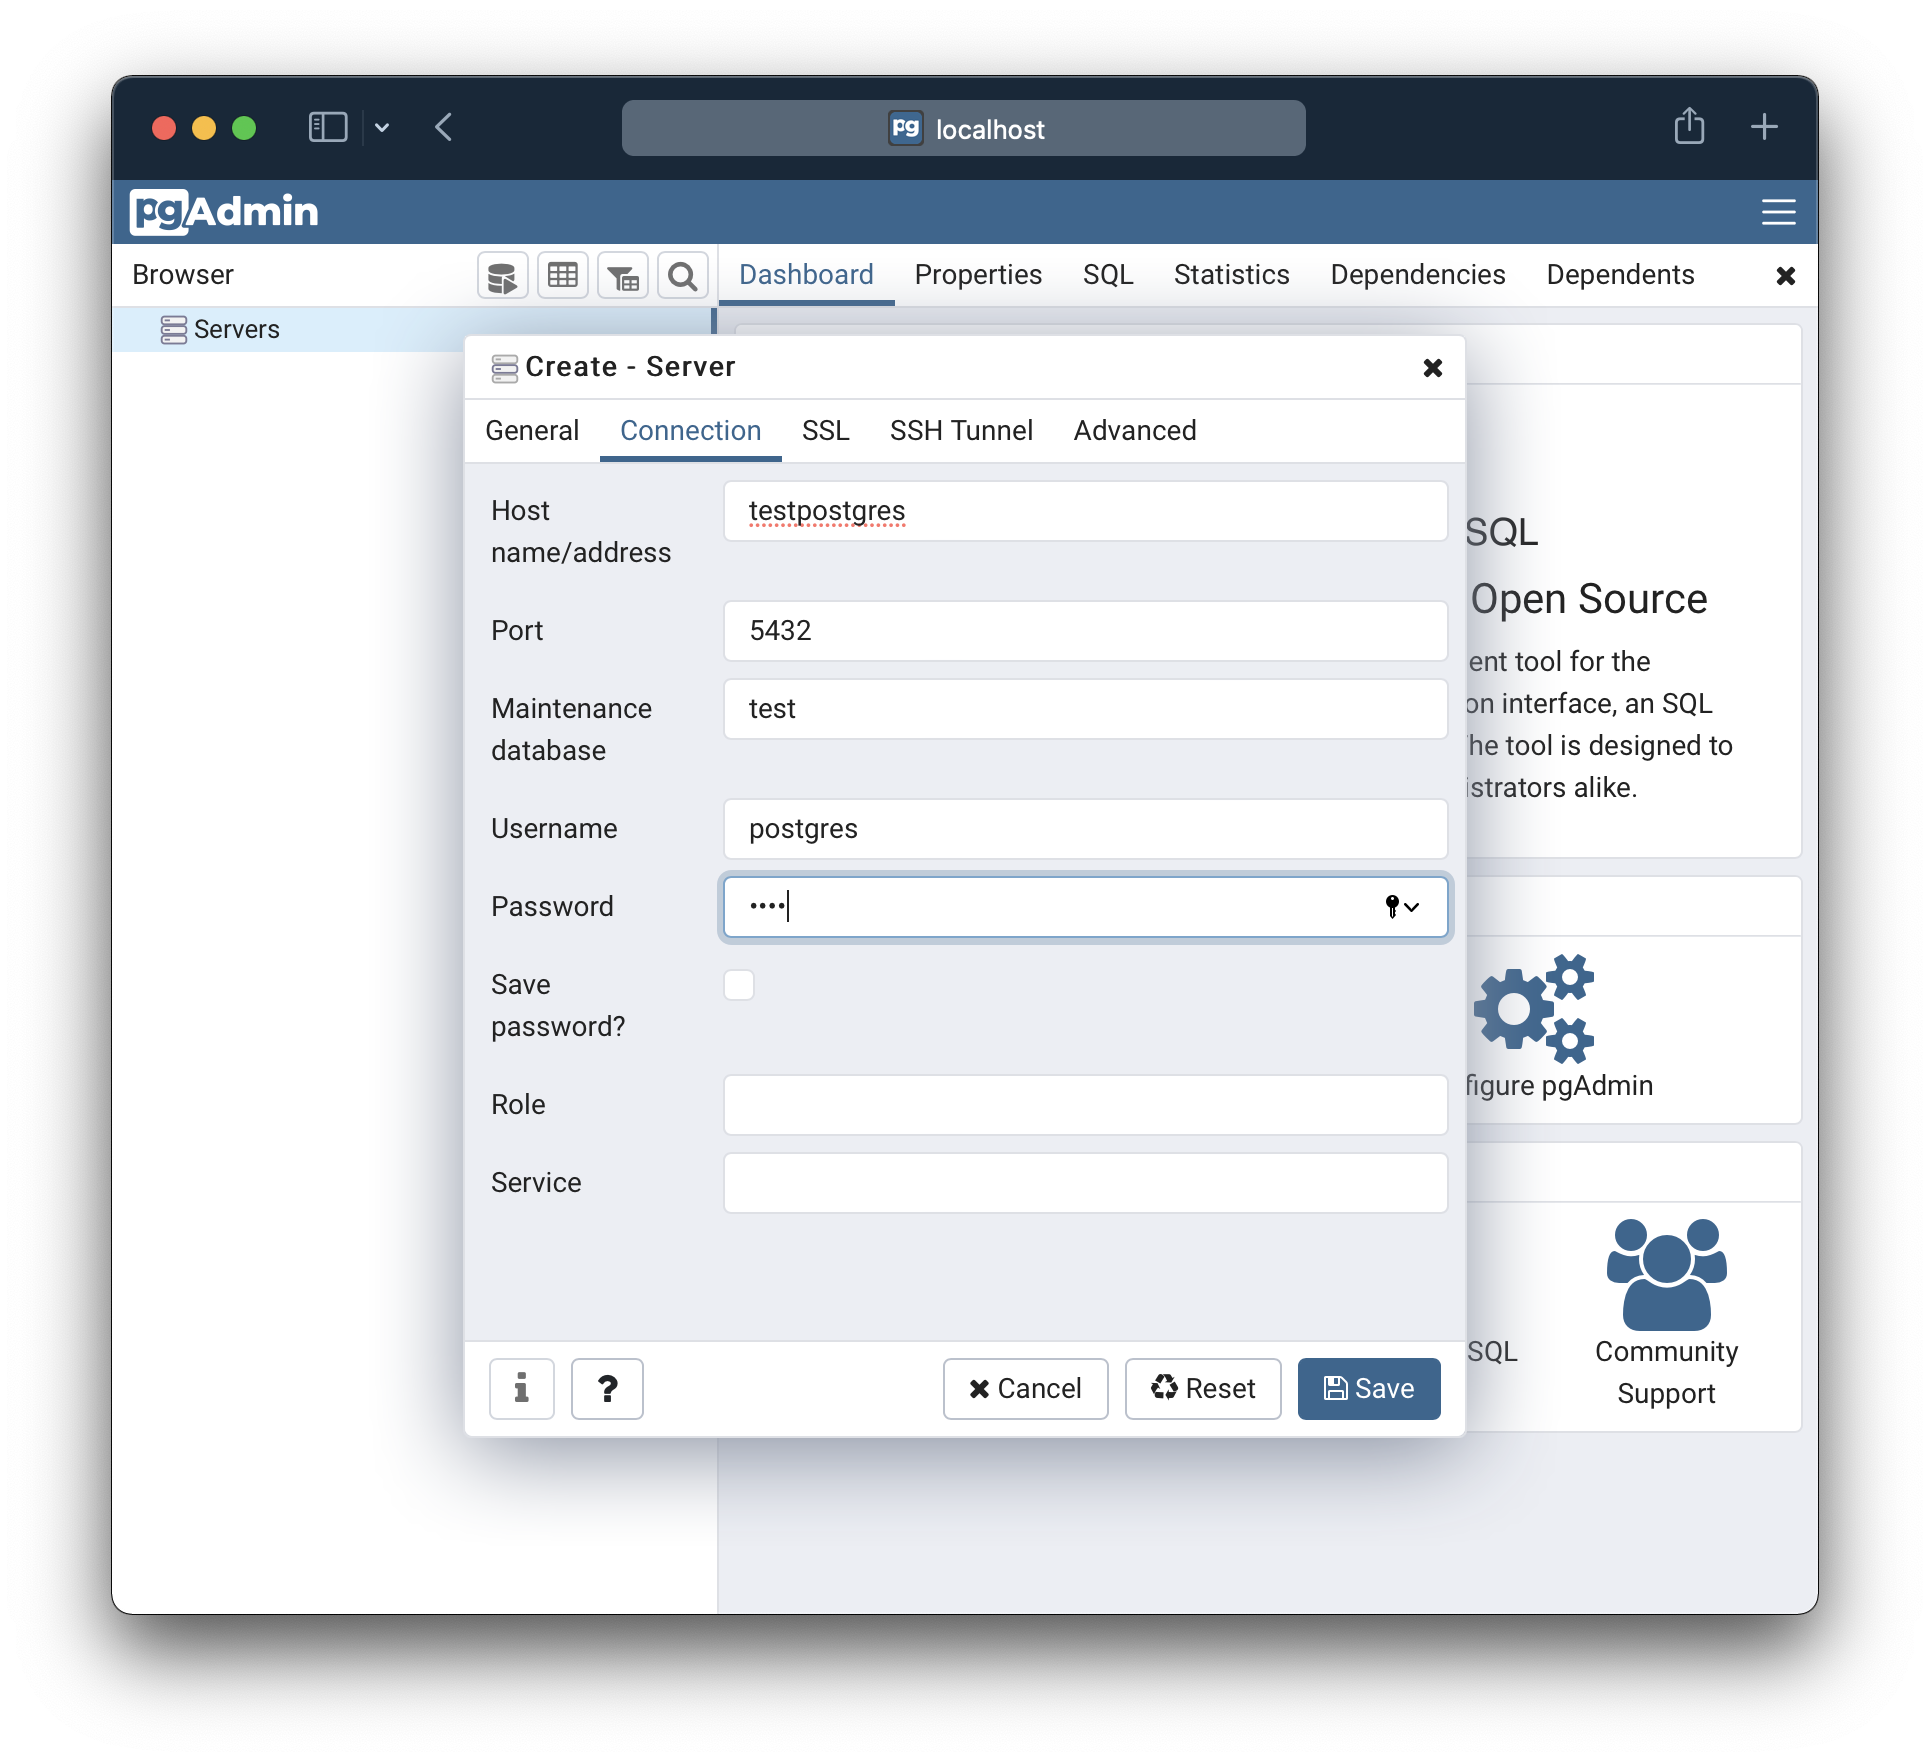 pg localhost
pgAdmin
Browser
Dashboard Properties SQL Statistics Dependencies Dependents
Servers
Create - Server
General Connection SSL SSH Tunnel Advanced
Host
name/address
testpostgres
Port
5432
Maintenance
database
test
Username
postgres
Password
••••
Save
password?
Role
Service
i ? Cancel Reset Save
SQL
Open Source
ent tool for the
on interface, an SQL
he tool is designed to
istrators alike.
figure pgAdmin
SQL
Community
Support